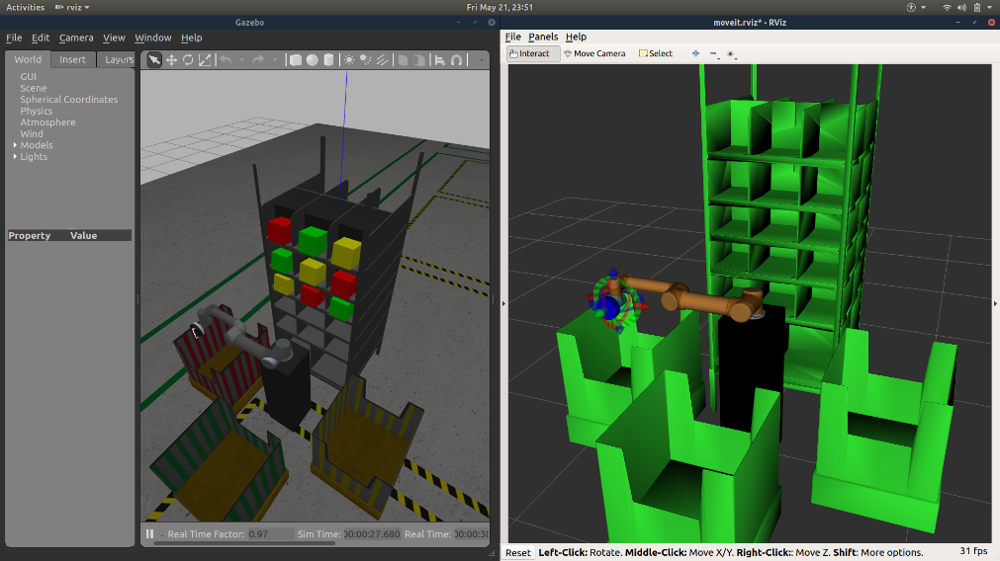 Activities rviz Fri May 21, 23:51
Gazebo
File Edit Camera View Window Help
World Insert Layers
GUI
Scene
Spherical Coordinates
Physics
Atmosphere
Wind
Models
Lights
Property Value
- Real Time Factor: 0.97 Sim Time: 00:00:27.680 Real Time:
moveit.rviz* - RViz
File Panels Help
Interact Move Camera Select
Reset Left-Click: Rotate. Middle-Click: Move X/Y. Right-Click:: Move Z. Shift: More options. 31 fps